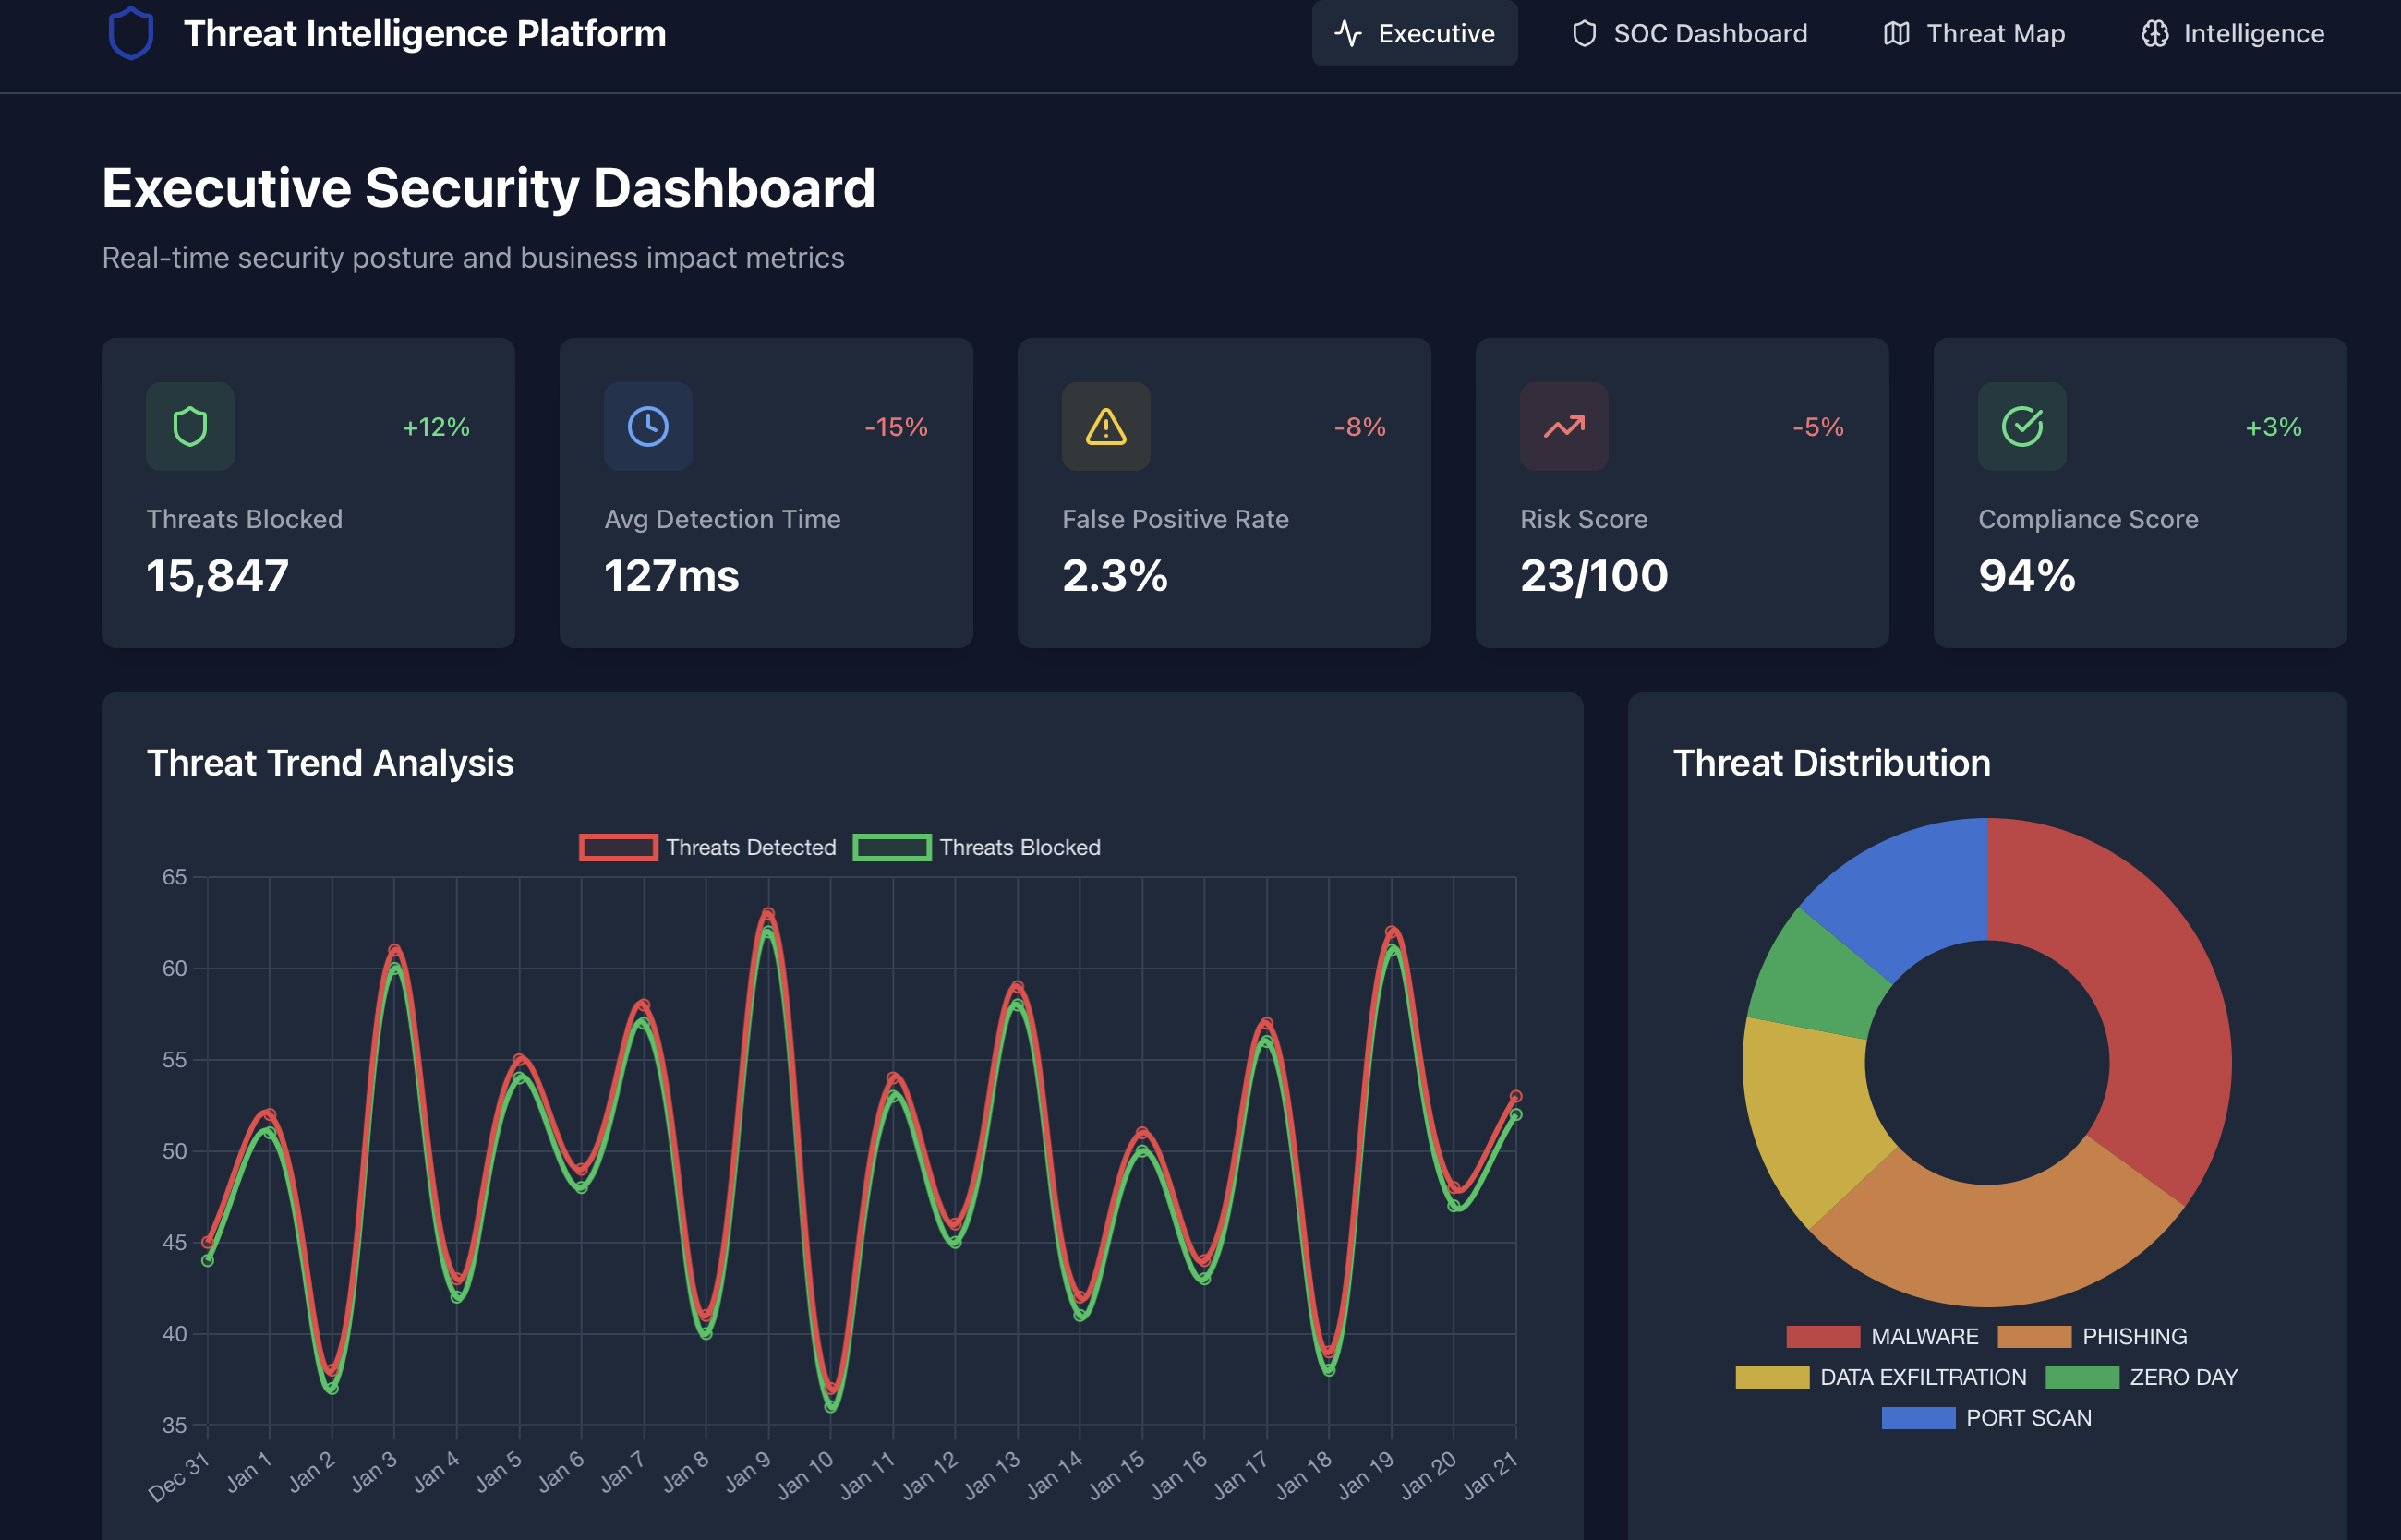 Threat Intelligence Platform
Executive
SOC Dashboard
Threat Map
Intelligence
Executive Security Dashboard
Real-time security posture and business impact metrics
+12%
Threats Blocked
15,847
-15%
Avg Detection Time
127ms
-8%
False Positive Rate
2.3%
-5%
Risk Score
23/100
+3%
Compliance Score
94%
Threat Trend Analysis
Threats Detected
Threats Blocked
65
60
55
50
45
40
35
Dec 31
Jan 1
Jan 2
Jan 3
Jan 4
Jan 5
Jan 6
Jan 7
Jan 8
Jan 9
Jan 10
Jan 11
Jan 12
Jan 13
Jan 14
Jan 15
Jan 16
Jan 17
Jan 18
Jan 19
Jan 20
Jan 21
Threat Distribution
MALWARE
PHISHING
DATA EXFILTRATION
ZERO DAY
PORT SCAN